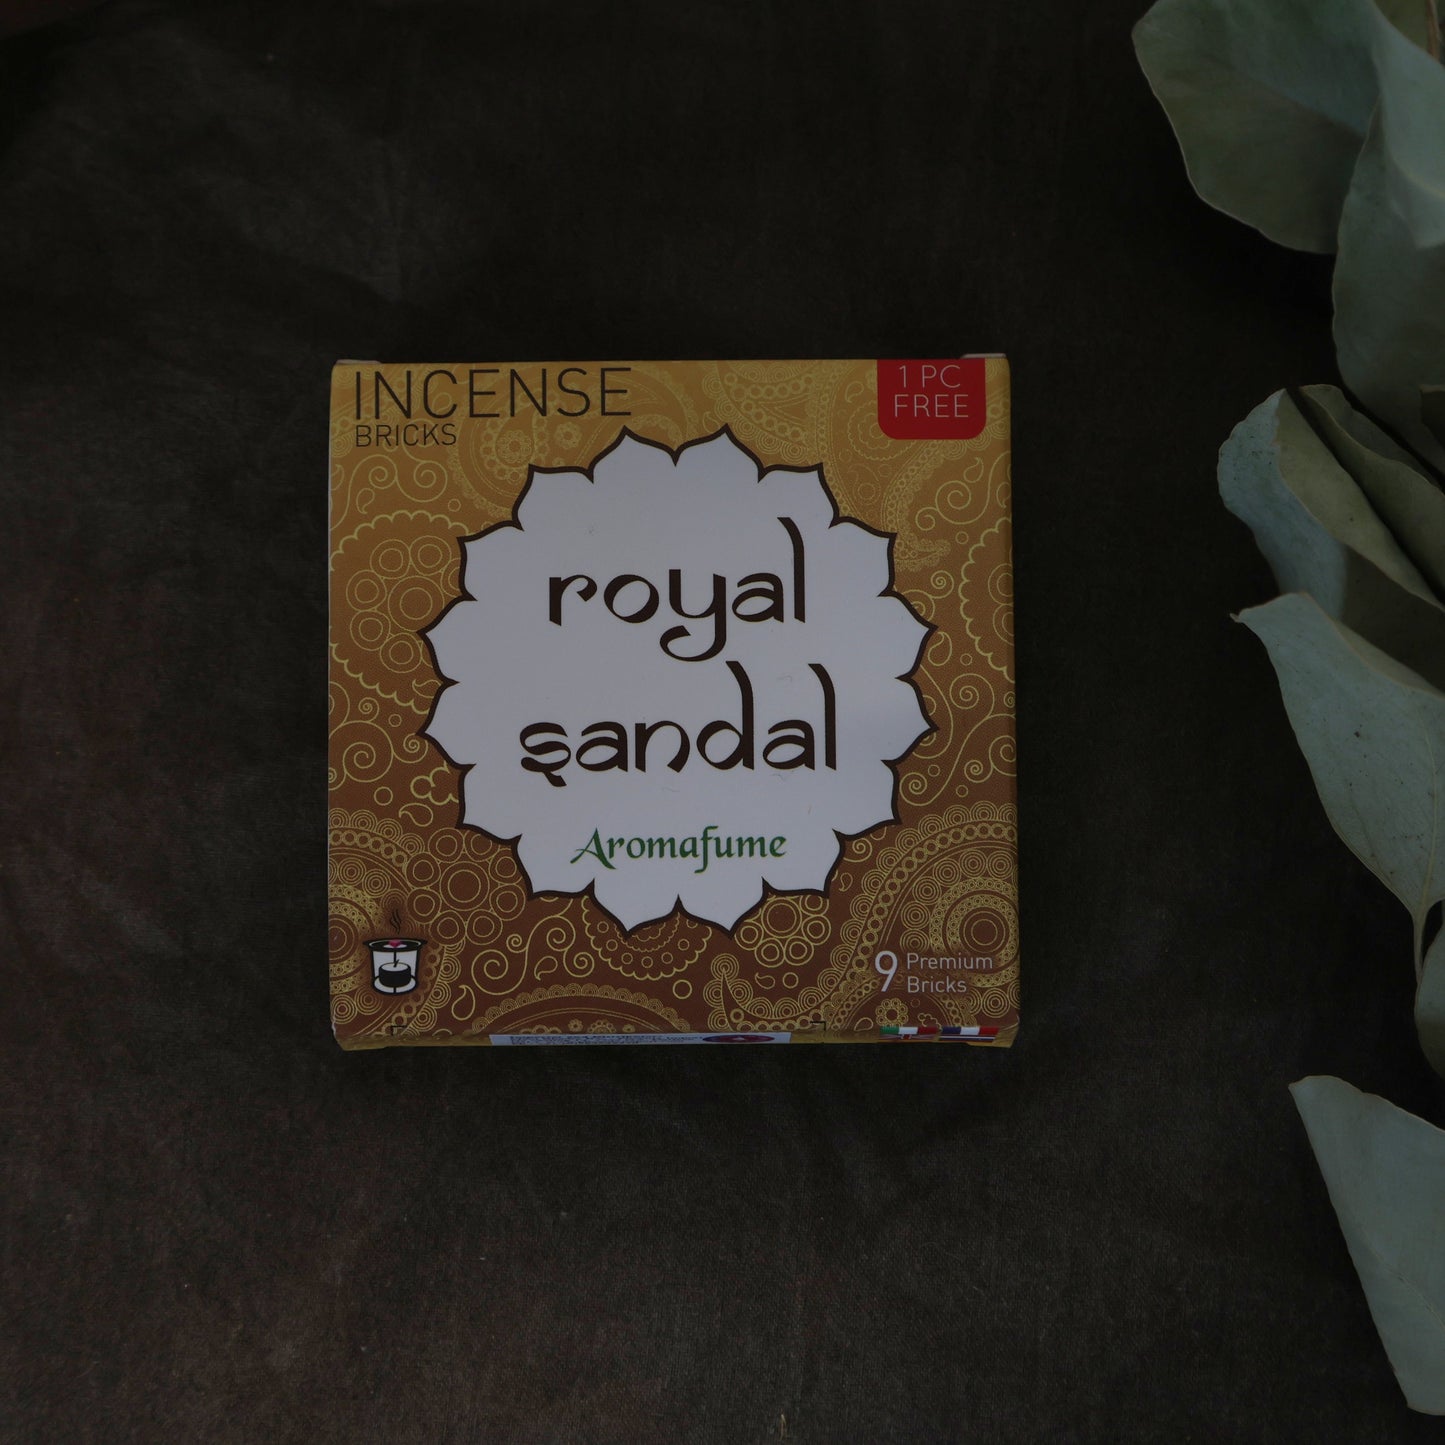 INCENSE
BRICKS
1 PC
FREE
royal
sandal
Aromafume
9 Premium
Bricks